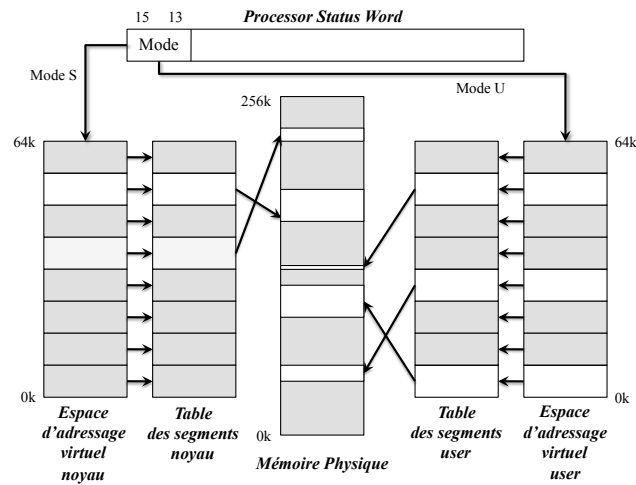 Processor Status Word
15 13
Mode
Mode S
Mode U
256k
64k
64k
0k
0k
0k
Espace
d'adressage
virtuel
noyau
Table
des segments
noyau
Mémoire Physique
Table
des segments
user
Espace
d'adressage
virtuel
user